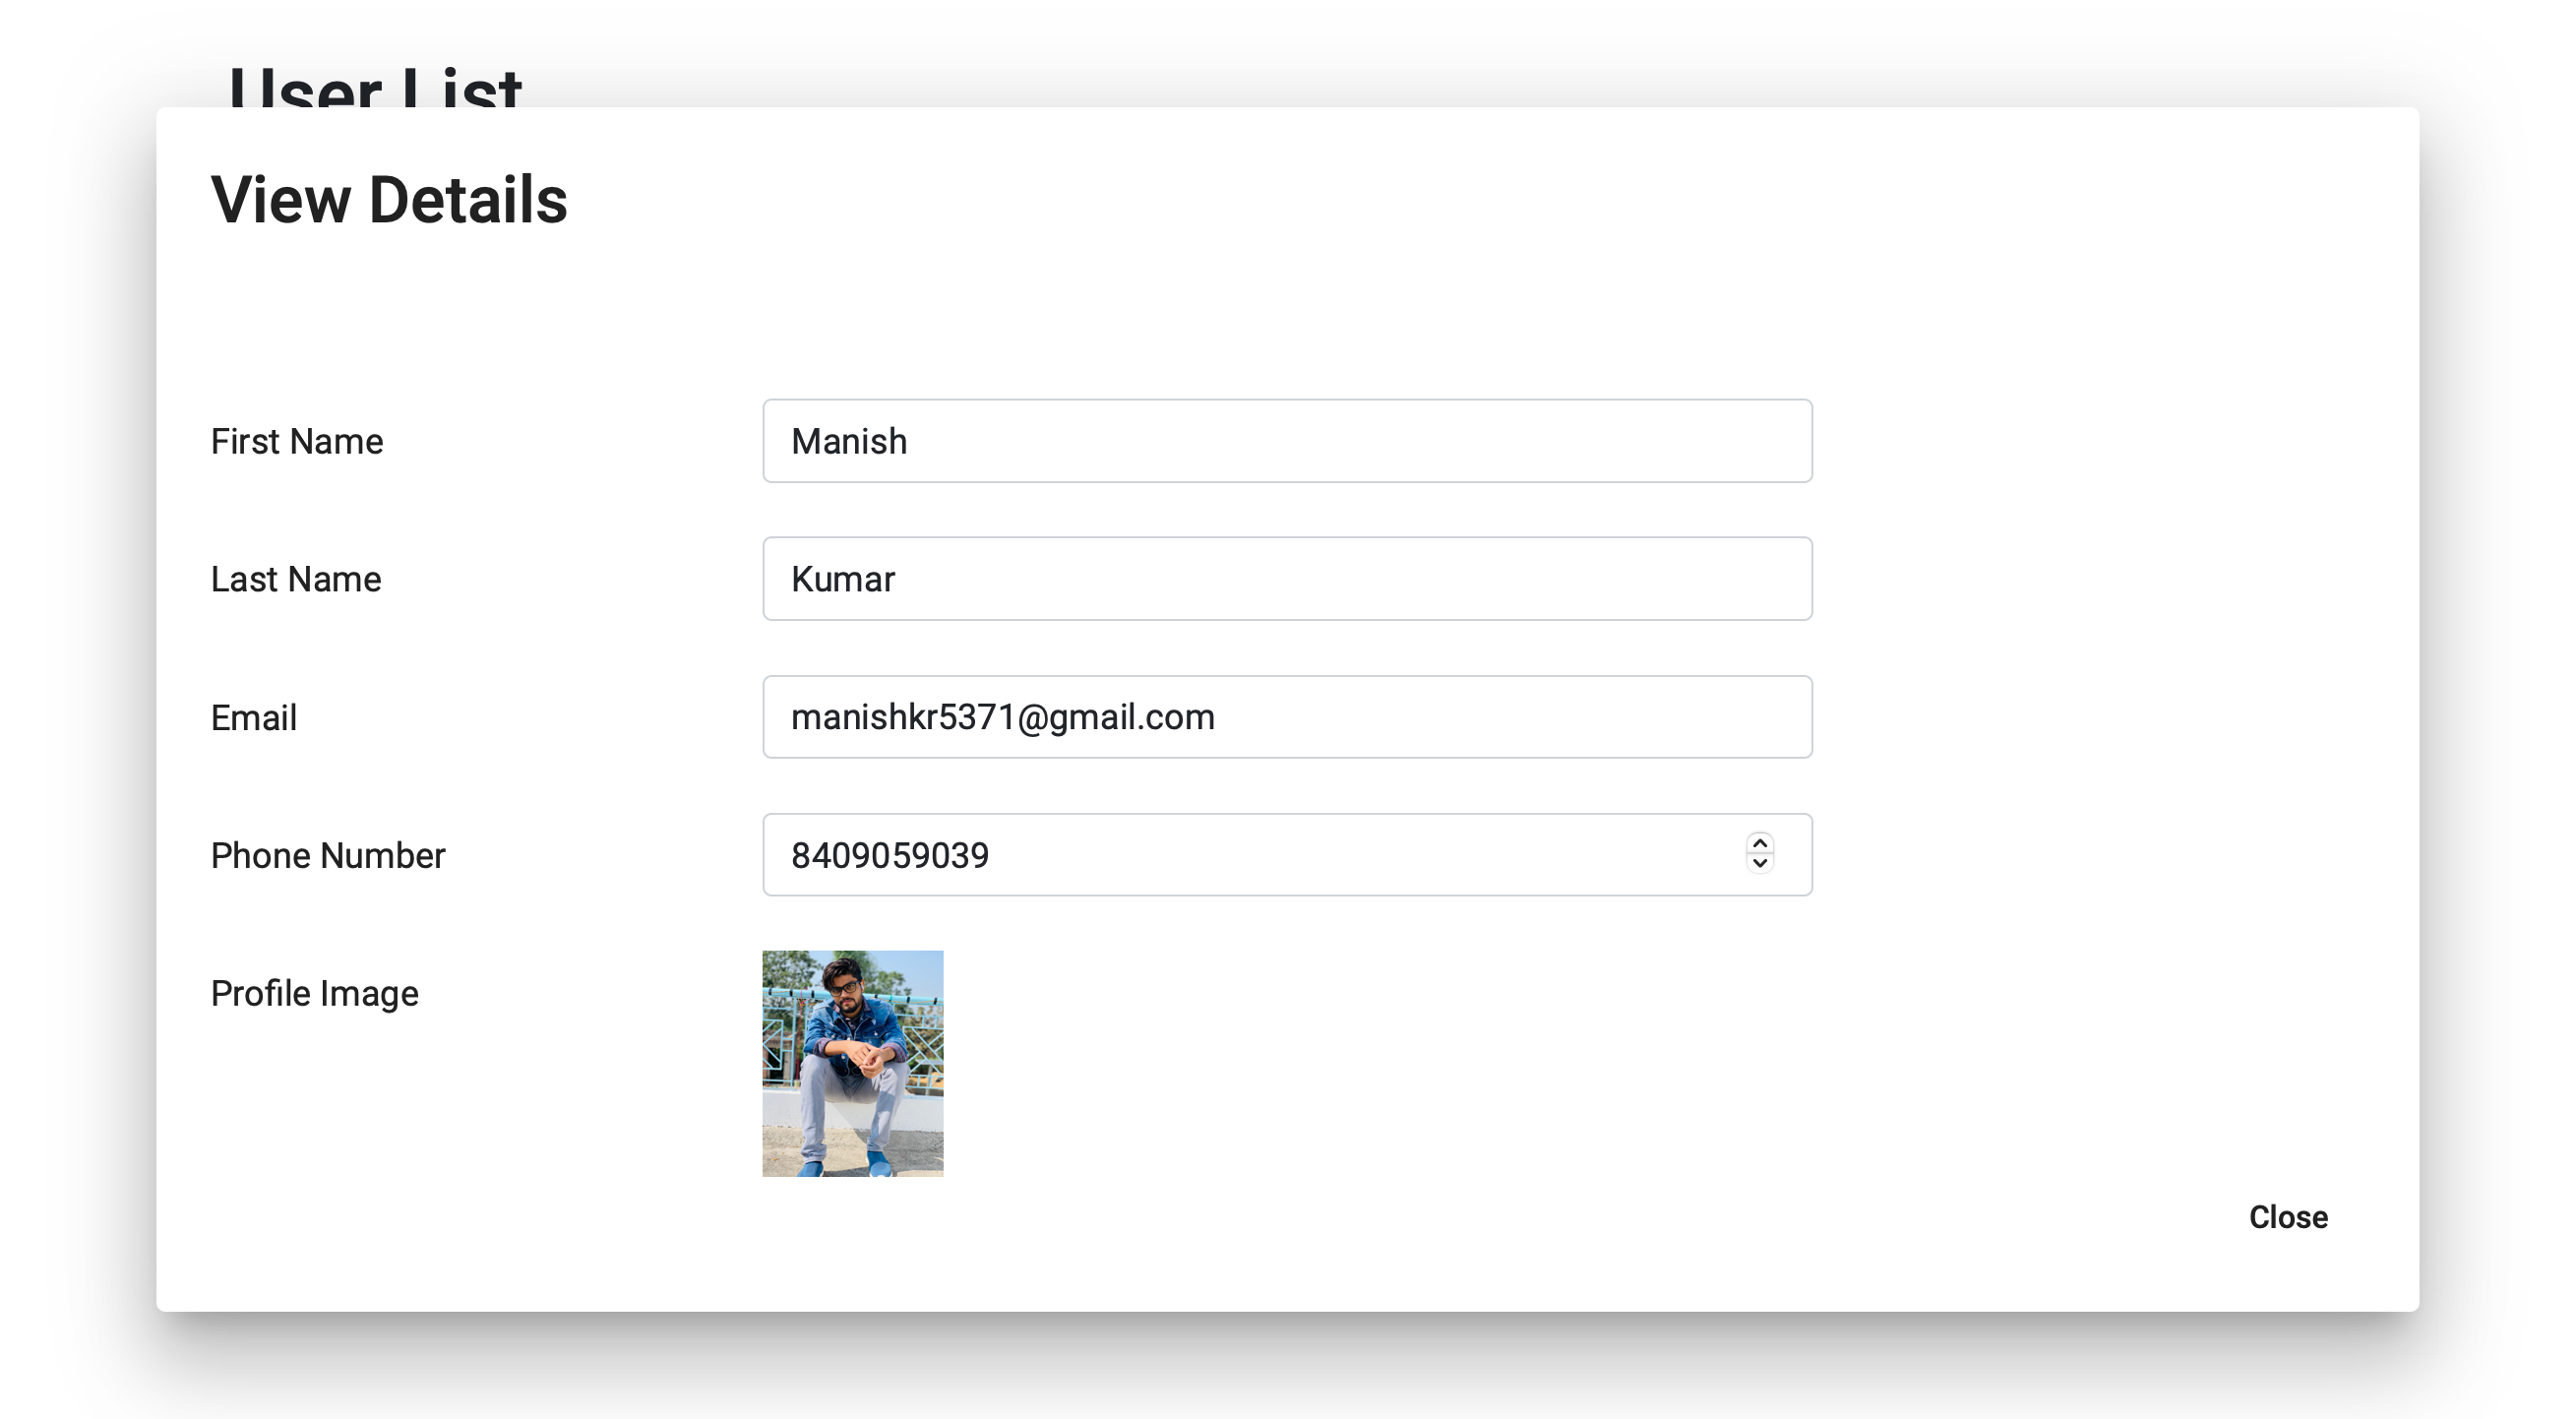 User List
View Details
First Name
Manish
Last Name
Kumar
Email
manishkr5371@gmail.com
Phone Number
8409059039
Profile Image
Close